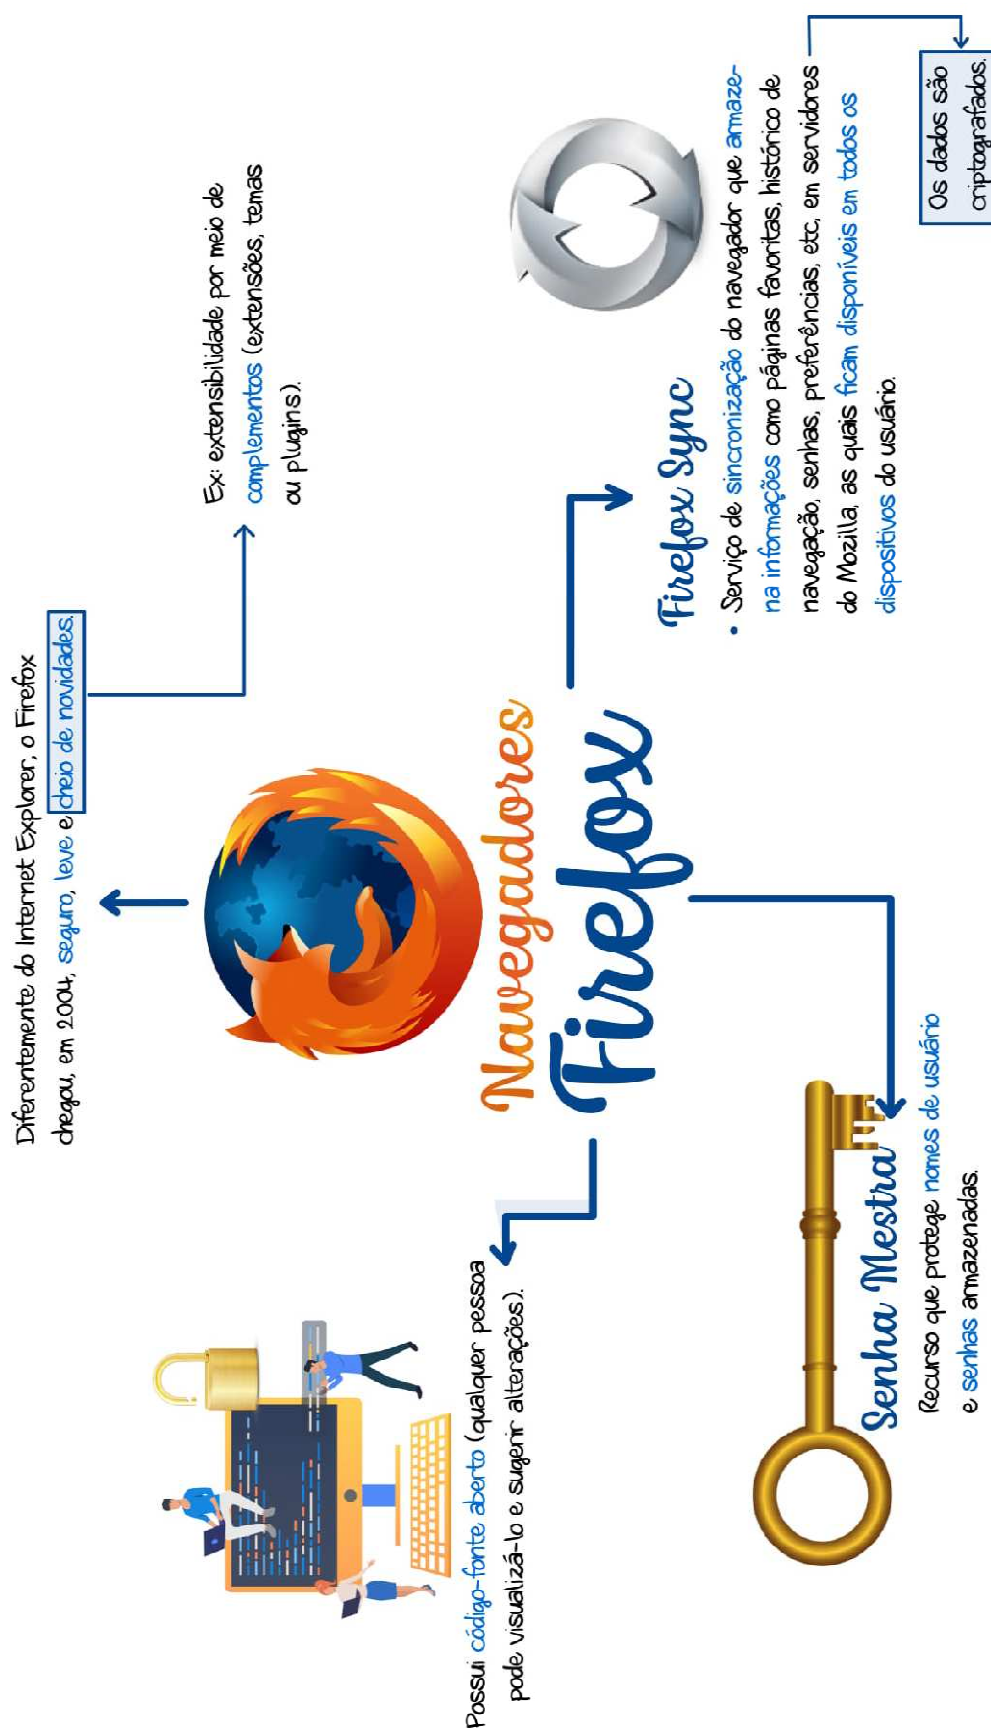 Diferentemente do Internet Explorer, o Firefox
chegou, em 2004, seguro, leve e cheio de novidades.
Ex: extensibilidade por meio de
complementos (extensões, temas
ou plugins).
Navegadores
Firefox
Possui código-fonte aberto (qualquer pessoa
pode visualizá-lo e sugerir alterações).
Firefox Sync
• Serviço de sincronização do navegador que armaze-
na informações como páginas favoritas, histórico de
navegação, senhas, preferências, etc, em servidores
do Mozilla, as quais ficam disponíveis em todos os
dispositivos do usuário.
Os dados são
criptografados.
Senha Mestra
Recurso que protege nomes de usuário
e senhas armazenadas.